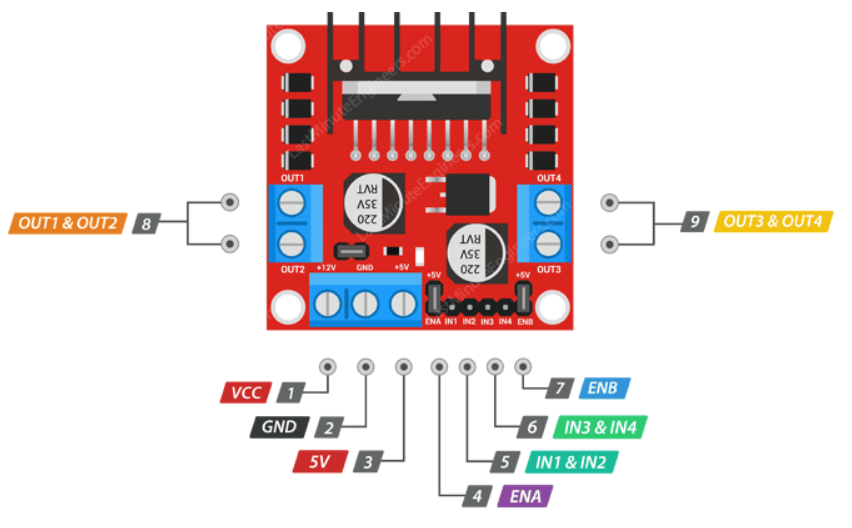 LastMinuteEngineers.com
OUT1
OUT4
220
35V
RVT
OUT1 & OUT2
8
9
OUT3 & OUT4
220
35V
RVT
OUT2
OUT3
+12V
GND
+5V
+5V
+5V
ENA
IN1
IN2
IN3
IN4
ENB
VCC
1
7
ENB
GND
2
6
IN3 & IN4
5V
3
5
IN1 & IN2
4
ENA